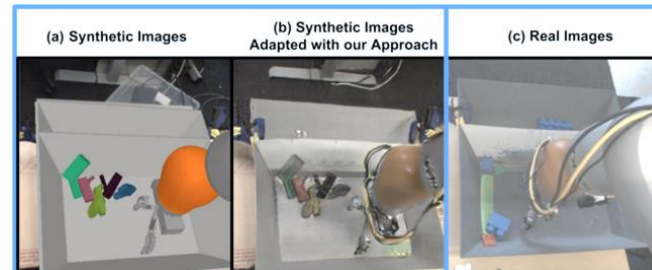 (a) Synthetic Images
(b) Synthetic Images
Adapted with our Approach
(c) Real Images